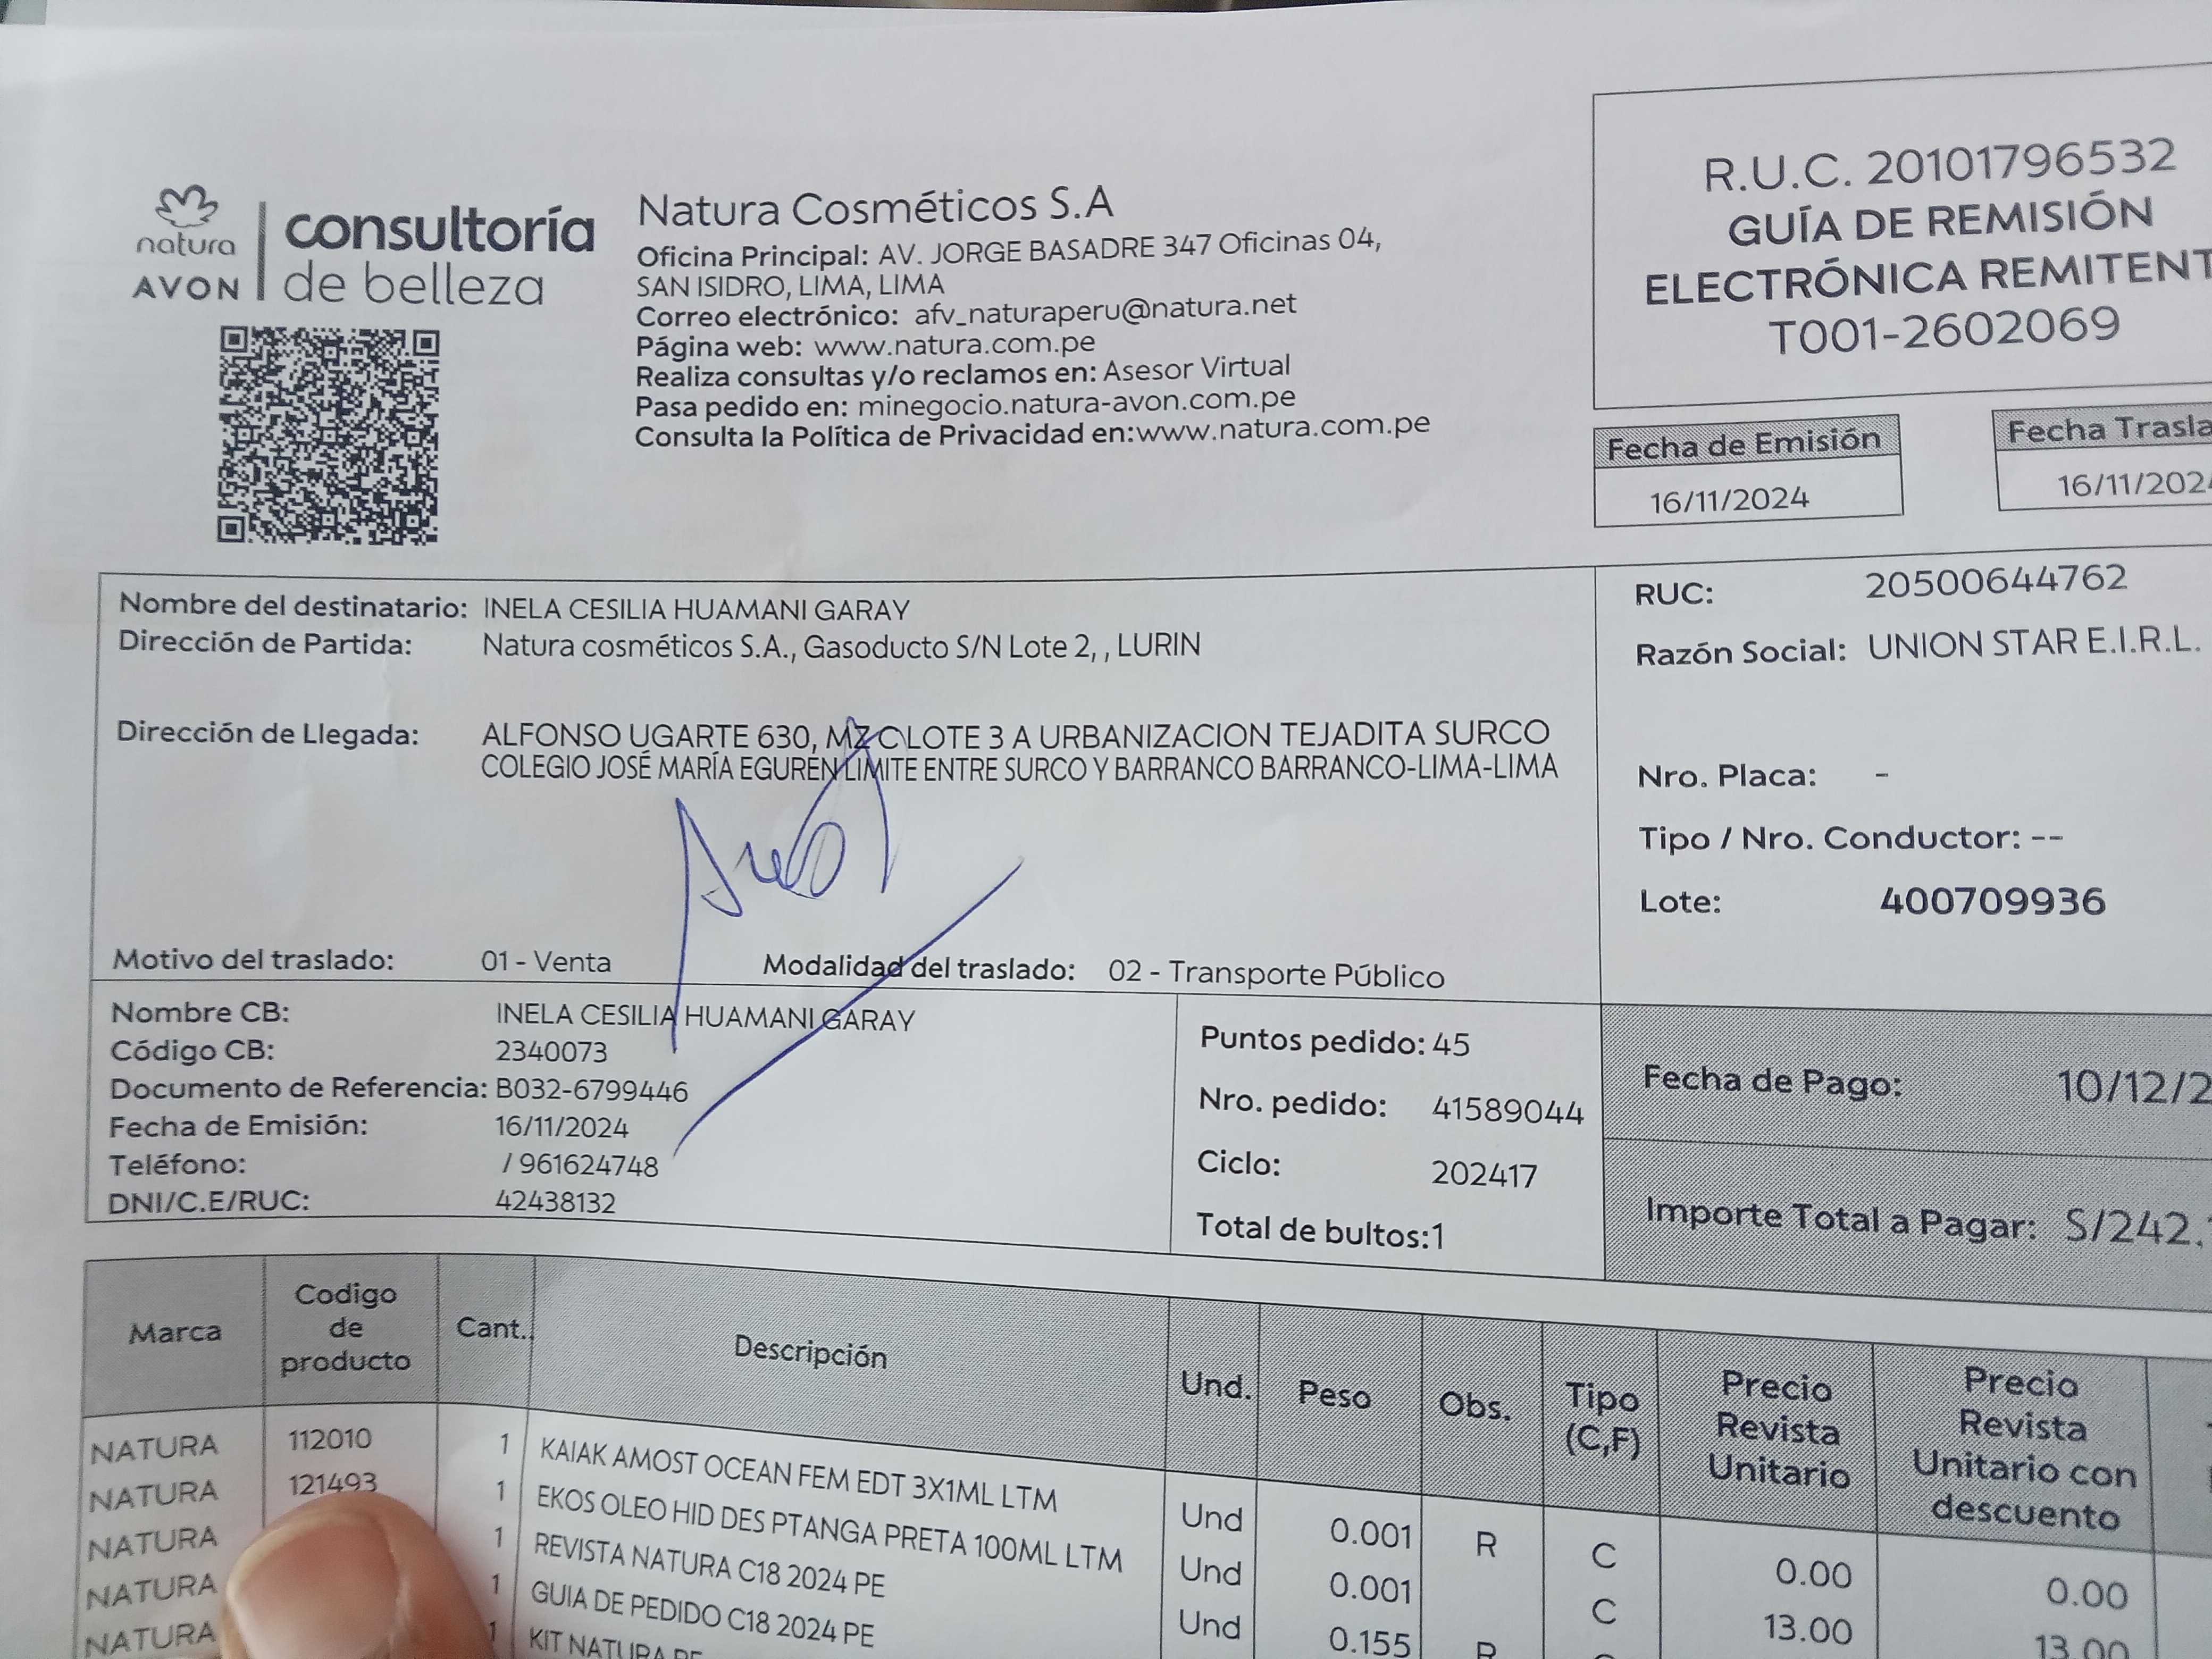 natura
AVON
consultoría
de belleza
Natura Cosméticos S.A
Oficina Principal: AV. JORGE BASADRE 347 Oficinas 04,
SAN ISIDRO, LIMA, LIMA
Correo electrónico: afv_naturaperu@natura.net
Página web: www.natura.com.pe
Realiza consultas y/o reclamos en: Asesor Virtual
Pasa pedido en: minegocio.natura-avon.com.pe
Consulta la Política de Privacidad en:www.natura.com.pe
R.U.C. 20101796532
GUÍA DE REMISIÓN
ELECTRÓNICA REMITENT
T001-2602069
Fecha de Emisión
16/11/2024
Fecha Trasla
16/11/202
Nombre del destinatario: INELA CESILIA HUAMANI GARAY
Dirección de Partida: Natura cosméticos S.A., Gasoducto S/N Lote 2, , LURIN
Dirección de Llegada: ALFONSO UGARTE 630, MZ C LOTE 3 A URBANIZACION TEJADITA SURCO
COLEGIO JOSÉ MARÍA EGUREN LIMITE ENTRE SURCO Y BARRANCO BARRANCO-LIMA-LIMA
Motivo del traslado: 01 - Venta Modalidad del traslado: 02 - Transporte Público
RUC: 20500644762
Razón Social: UNION STAR E.I.R.L.
Nro. Placa: -
Tipo / Nro. Conductor: --
Lote: 400709936
Nombre CB: INELA CESILIA HUAMANI GARAY
Código CB: 2340073
Documento de Referencia: B032-6799446
Fecha de Emisión: 16/11/2024
Teléfono: / 961624748
DNI/C.E/RUC: 42438132
Puntos pedido: 45
Nro. pedido: 41589044
Ciclo: 202417
Total de bultos:1
Fecha de Pago: 10/12/2
Importe Total a Pagar: S/242.
Marca Codigo de producto Cant. Descripción Und. Peso Obs. Tipo (C,F) Precio Revista Unitario Precio Revista Unitario con descuento
NATURA 112010 1 KAIAK AMOST OCEAN FEM EDT 3X1ML LTM Und 0.001 R C 0.00 0.00
NATURA 121493 1 EKOS OLEO HID DES PTANGA PRETA 100ML LTM Und 0.001 C 13.00 13.00
NATURA 1 REVISTA NATURA C18 2024 PE Und 0.155 R
NATURA 1 GUIA DE PEDIDO C18 2024 PE
NATURA 1 KIT NATURA